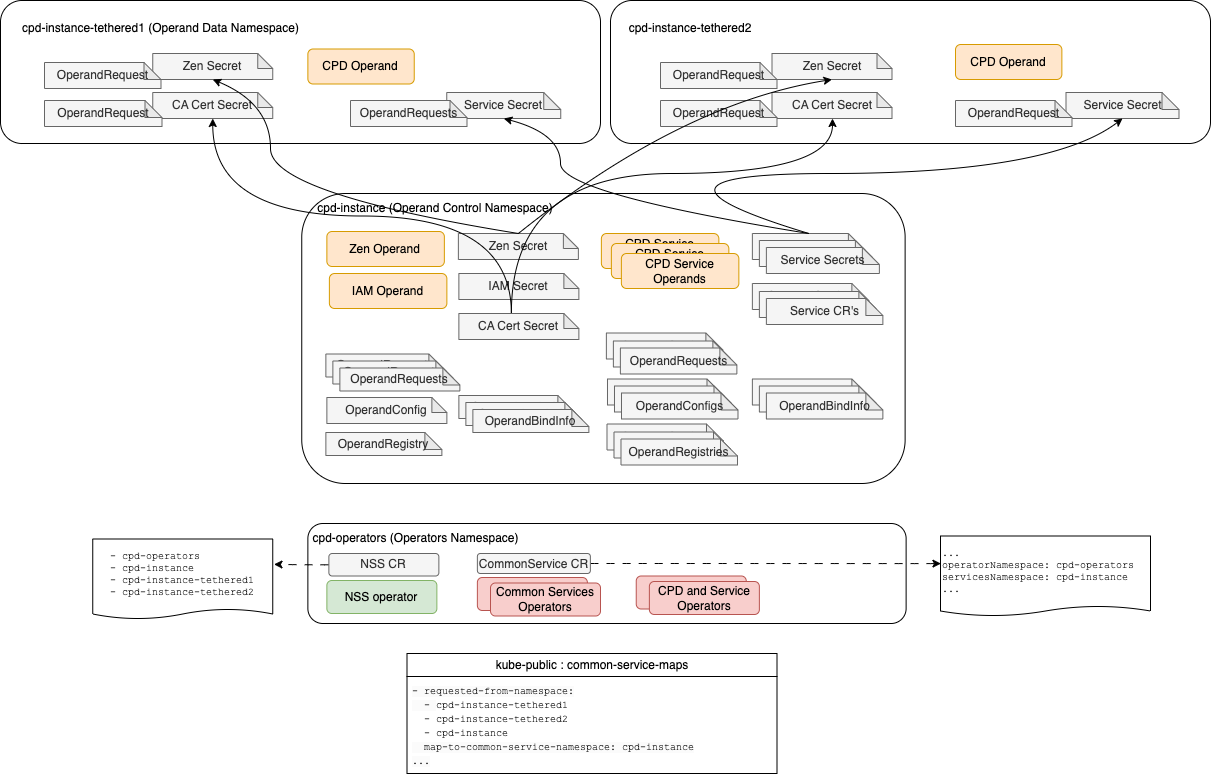 cpd-instance-tethered1 (Operand Data Namespace)
OperandRequest
Zen Secret
CPD Operand
OperandRequest
CA Cert Secret
OperandRequests
Service Secret
cpd-instance-tethered2
OperandRequest
Zen Secret
CPD Operand
OperandRequest
CA Cert Secret
OperandRequest
Service Secret
cpd-instance (Operand Control Namespace)
Zen Operand
Zen Secret
CPD Service
CPD Service
CPD Service
Operands
Service Secrets
IAM Operand
IAM Secret
Service CR's
CA Cert Secret
OperandRequests
OperandRequests
OperandConfig
OperandBindInfo
OperandConfigs
OperandBindInfo
OperandRegistry
OperandRegistries
cpd-operators (Operators Namespace)
NSS CR
CommonService CR
NSS operator
Common Services
Operators
CPD and Service
Operators
- cpd-operators
- cpd-instance
- cpd-instance-tethered1
- cpd-instance-tethered2
...
operatorNamespace: cpd-operators
servicesNamespace: cpd-instance
...
kube-public : common-service-maps
- requested-from-namespace:
- cpd-instance-tethered1
- cpd-instance-tethered2
- cpd-instance
map-to-common-service-namespace: cpd-instance
...